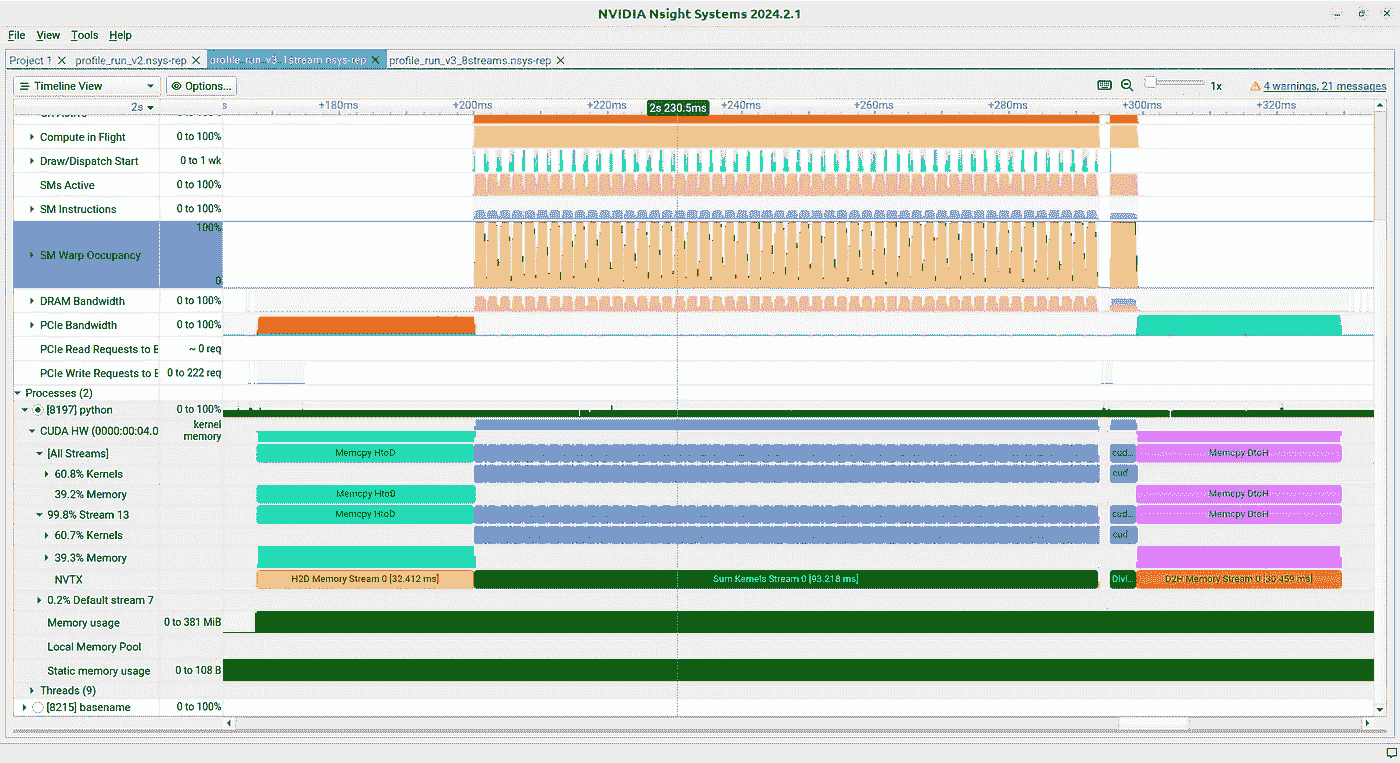 NVIDIA Nsight Systems 2024.2.1
File View Tools Help
Project 1 profile_run_v2.nsys-rep profile_run_v3_1stream.nsys-rep profile_run_v3_8streams.nsys-rep
Timeline View Options... 1x 4 warnings, 21 messages
2s s +180ms +200ms +220ms 2s 230.5ms +240ms +260ms +280ms +300ms +320ms
Compute in Flight 0 to 100%
Draw/Dispatch Start 0 to 1 wk
SMs Active 0 to 100%
SM Instructions 0 to 100%
100%
SM Warp Occupancy
0
DRAM Bandwidth 0 to 100%
PCIe Bandwidth 0 to 100%
PCIe Read Requests to B ~ 0 req
PCIe Write Requests to B 0 to 222 req
Processes (2)
[8197] python 0 to 100%
CUDA HW (0000:00:04.0 kernel
memory
[All Streams] Memcpy HtoD cud... Memcpy DtoH
60.8% Kernels cud
39.2% Memory Memcpy HtoD Memcpy DtoH
99.8% Stream 13 Memcpy HtoD cud... Memcpy DtoH
60.7% Kernels cud
39.3% Memory
NVTX H2D Memory Stream 0 [32.412 ms] Sum Kernels Stream 0 [93.218 ms] Divi... D2H Memory Stream 0 [30.459 ms]
0.2% Default stream 7
Memory usage 0 to 381 MiB
Local Memory Pool
Static memory usage 0 to 108 B
Threads (9)
[8215] basename 0 to 100%